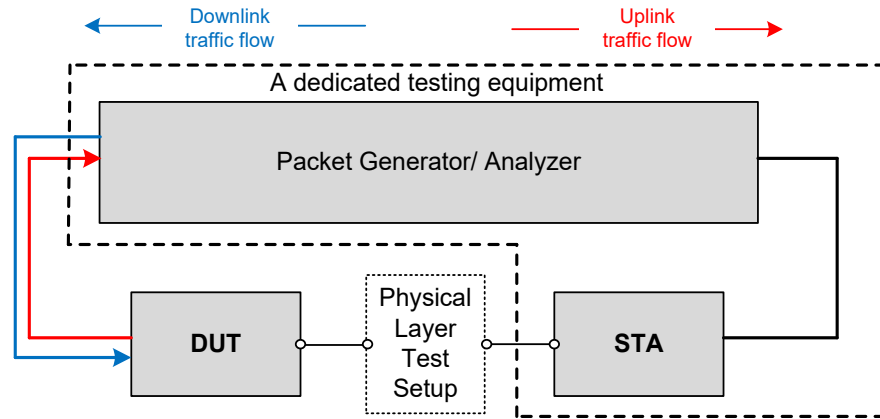 Downlink
traffic flow
Uplink
traffic flow
A dedicated testing equipment
Packet Generator/ Analyzer
DUT
Physical
Layer
Test
Setup
STA